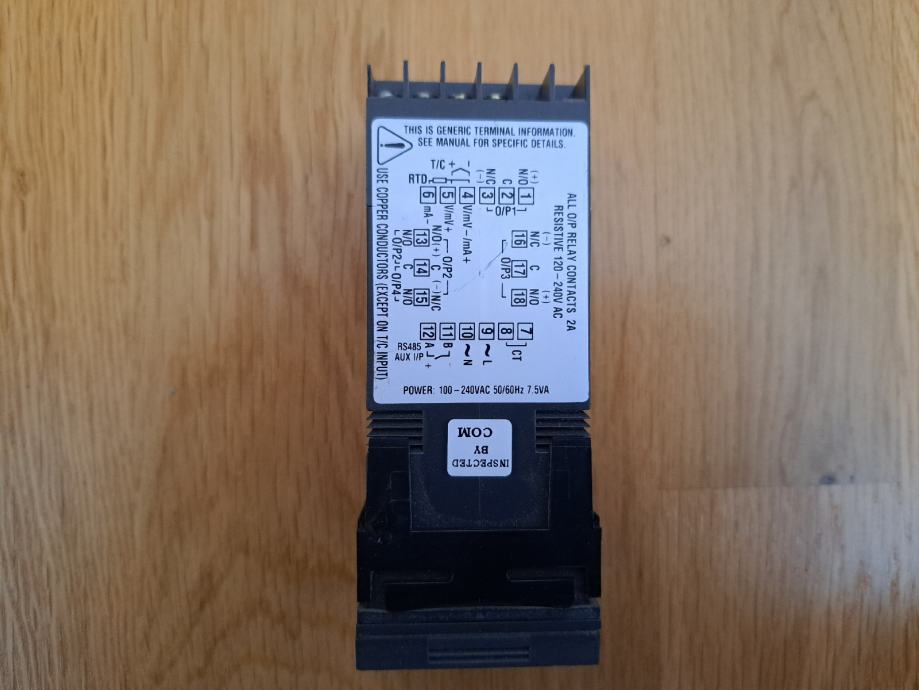 THIS IS GENERIC TERMINAL INFORMATION.
SEE MANUAL FOR SPECIFIC DETAILS.
USE COPPER CONDUCTORS (EXCEPT ON T/C INPUT)
ALL O/P RELAY CONTACTS 2A
RESISTIVE 120-240V AC
T/C + -
RTD
(-) (+)
N/C C N/O
6 5 4 3 2 1
mA- V/mV+ V/mV-/mA+
O/P1
(-) (+)
N/C C N/O
16 17 18
O/P3
13 14 15
N/O(+) C (-)N/C
O/P2
N/O C N/O
O/P2 O/P4
12 11 10 9 8 7
A B ~N ~L CT
RS485
AUX I/P - +
POWER: 100-240VAC 50/60Hz 7.5VA
INSPECTED
BY
COM